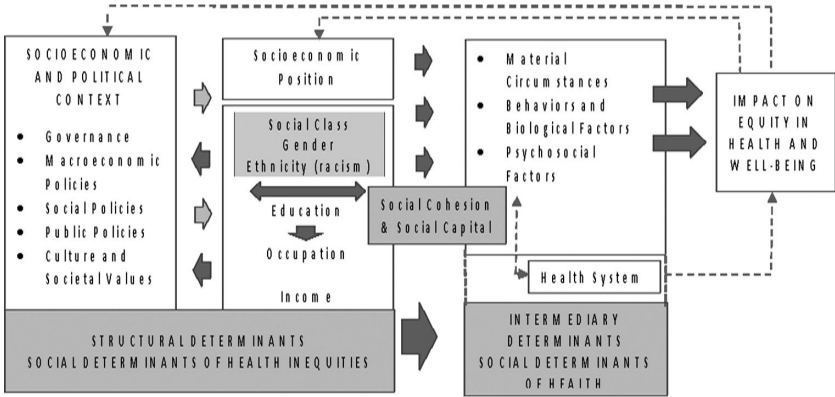 SOCIOECONOMIC
AND POLITICAL
CONTEXT
• Governance
• Macroeconomic
Policies
• Social Policies
• Public Policies
• Culture and
Societal Values
Socioeconomic
Position
Social Class
Gender
Ethnicity (racism)
Education
Occupation
Income
Social Cohesion
& Social Capital
• Material
Circumstances
• Behaviors and
Biological Factors
• Psychosocial
Factors
Health System
IMPACT ON
EQUITY IN
HEALTH AND
WELL-BEING
STRUCTURAL DETERMINANTS
SOCIAL DETERMINANTS OF HEALTH INEQUITIES
INTERMEDIARY
DETERMINANTS
SOCIAL DETERMINANTS
OF HEALTH